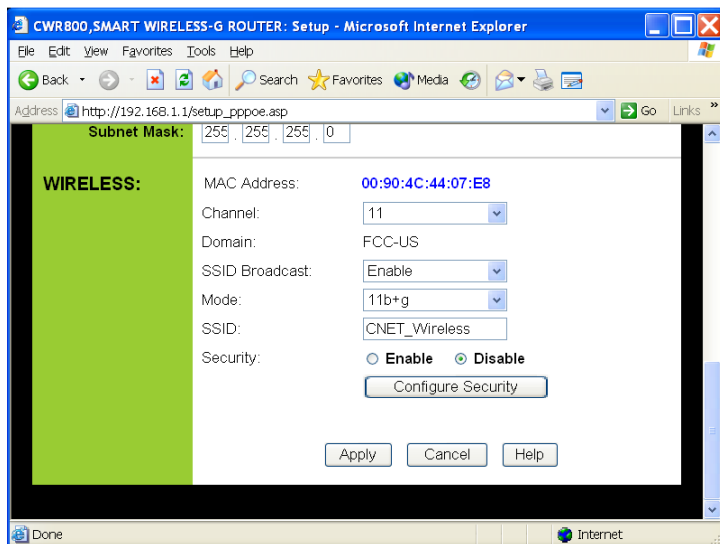 CWR800,SMART WIRELESS-G ROUTER: Setup - Microsoft Internet Explorer
File Edit View Favorites Tools Help
Back Search Favorites Media
Address http://192.168.1.1/setup_pppoe.asp Go Links »
Subnet Mask: 255 . 255 . 255 . 0
WIRELESS:
MAC Address: 00:90:4C:44:07:E8
Channel: 11
Domain: FCC-US
SSID Broadcast: Enable
Mode: 11b+g
SSID: CNET_Wireless
Security: Enable Disable
Configure Security
Apply Cancel Help
Done Internet